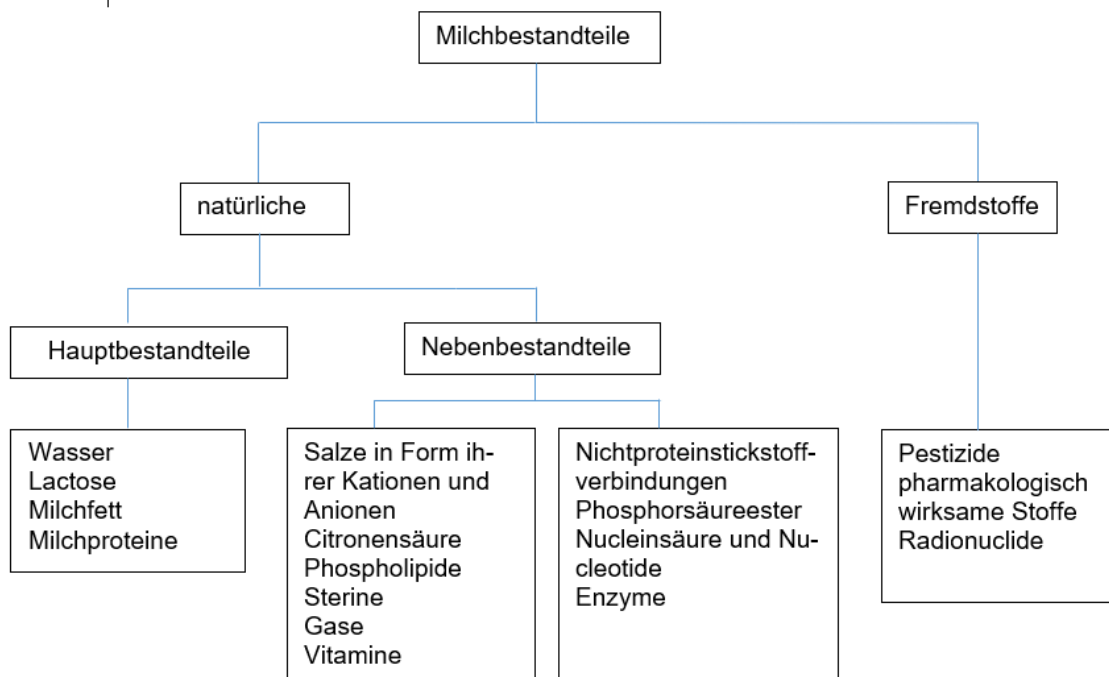 Milchbestandteile
natürliche
Fremdstoffe
Hauptbestandteile
Nebenbestandteile
Wasser
Lactose
Milchfett
Milchproteine
Salze in Form ih-
rer Kationen und
Anionen
Citronensäure
Phospholipide
Sterine
Gase
Vitamine
Nichtproteinstickstoff-
verbindungen
Phosphorsäureester
Nucleinsäure und Nu-
cleotide
Enzyme
Pestizide
pharmakologisch
wirksame Stoffe
Radionuclide